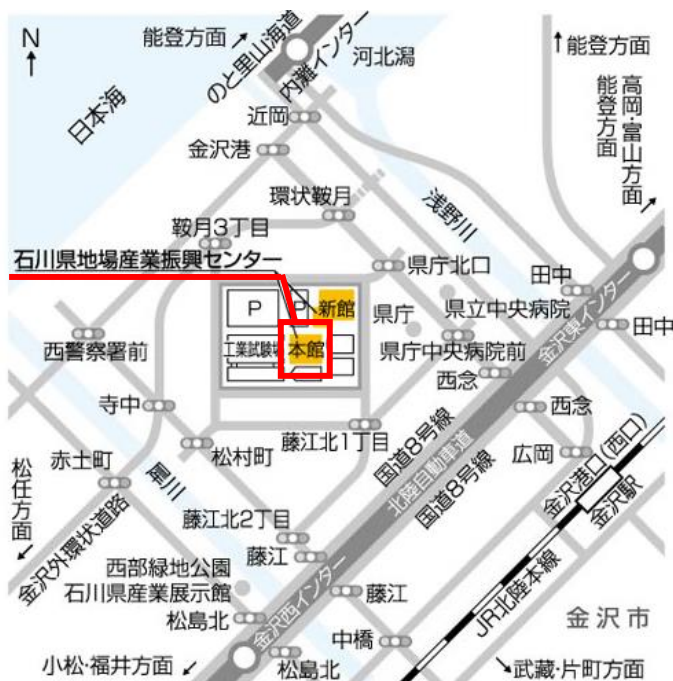 N
能登方面
のと里山海道
内灘インター
河北潟
能登方面
高岡・富山方面
能登方面
日本海
近岡
金沢港
環状鞍月
浅野川
鞍月3丁目
石川県地場産業振興センター
県庁北口
田中
P
P
新館
県庁
県立中央病院
金沢東インター
田中
西警察署前
工業試験場
本館
県庁中央病院前
西念
寺中
西念
松村町
藤江北1丁目
国道8号線
北陸自動車道
国道8号線
広岡
金沢港口(西口)
金沢駅
赤土町
松任方面
犀川
金沢外環状道路
藤江北2丁目
藤江
西部緑地公園
石川県産業展示館
藤江
JR北陸本線
松島北
金沢西インター
中橋
金沢市
小松・福井方面
松島北
武蔵・片町方面